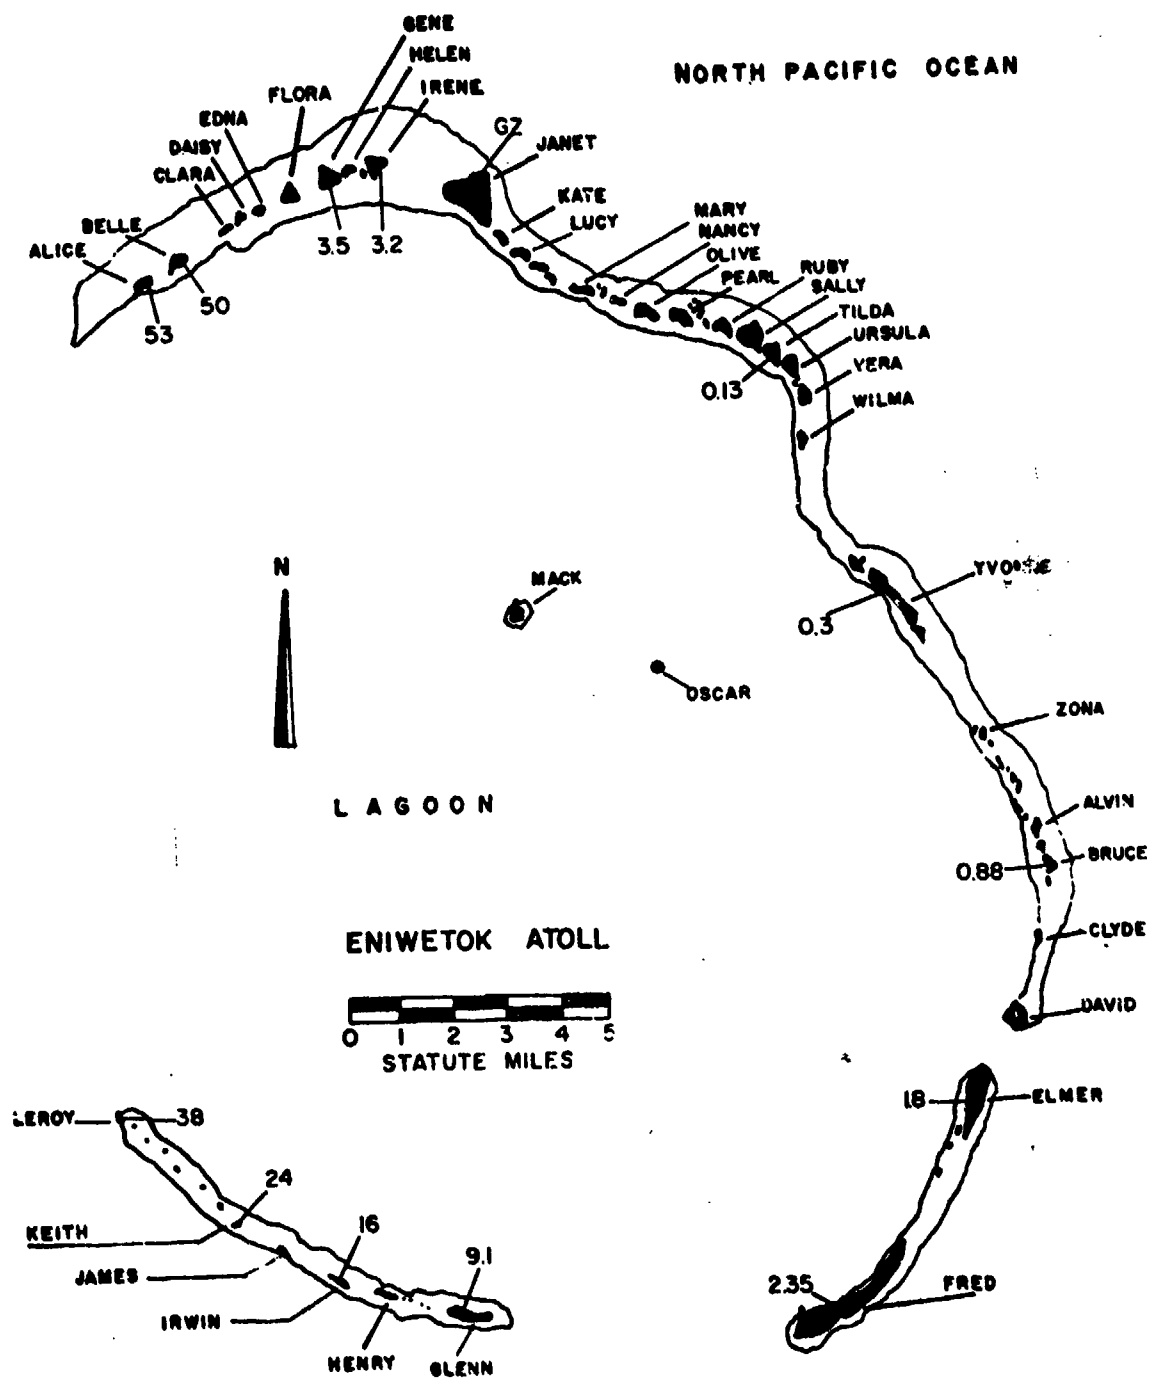 GENE
HELEN
IRENE
NORTH PACIFIC OCEAN
FLORA
EDNA
DAISY
CLARA
GZ
JANET
KATE
LUCY
BELLE
ALICE
3.5
3.2
50
53
MARY
NANCY
OLIVE
PEARL
RUBY
SALLY
TILDA
URSULA
VERA
WILMA
0.13
N
MACK
OSCAR
0.3
ZONA
LAGOON
ALVIN
BRUCE
0.88
CLYDE
DAVID
ENIWETOK ATOLL
0 1 2 3 4 5
STATUTE MILES
LEROY
38
24
KEITH
16
JAMES
9.1
IRWIN
HENRY
GLENN
ELMER
2.35
FRED